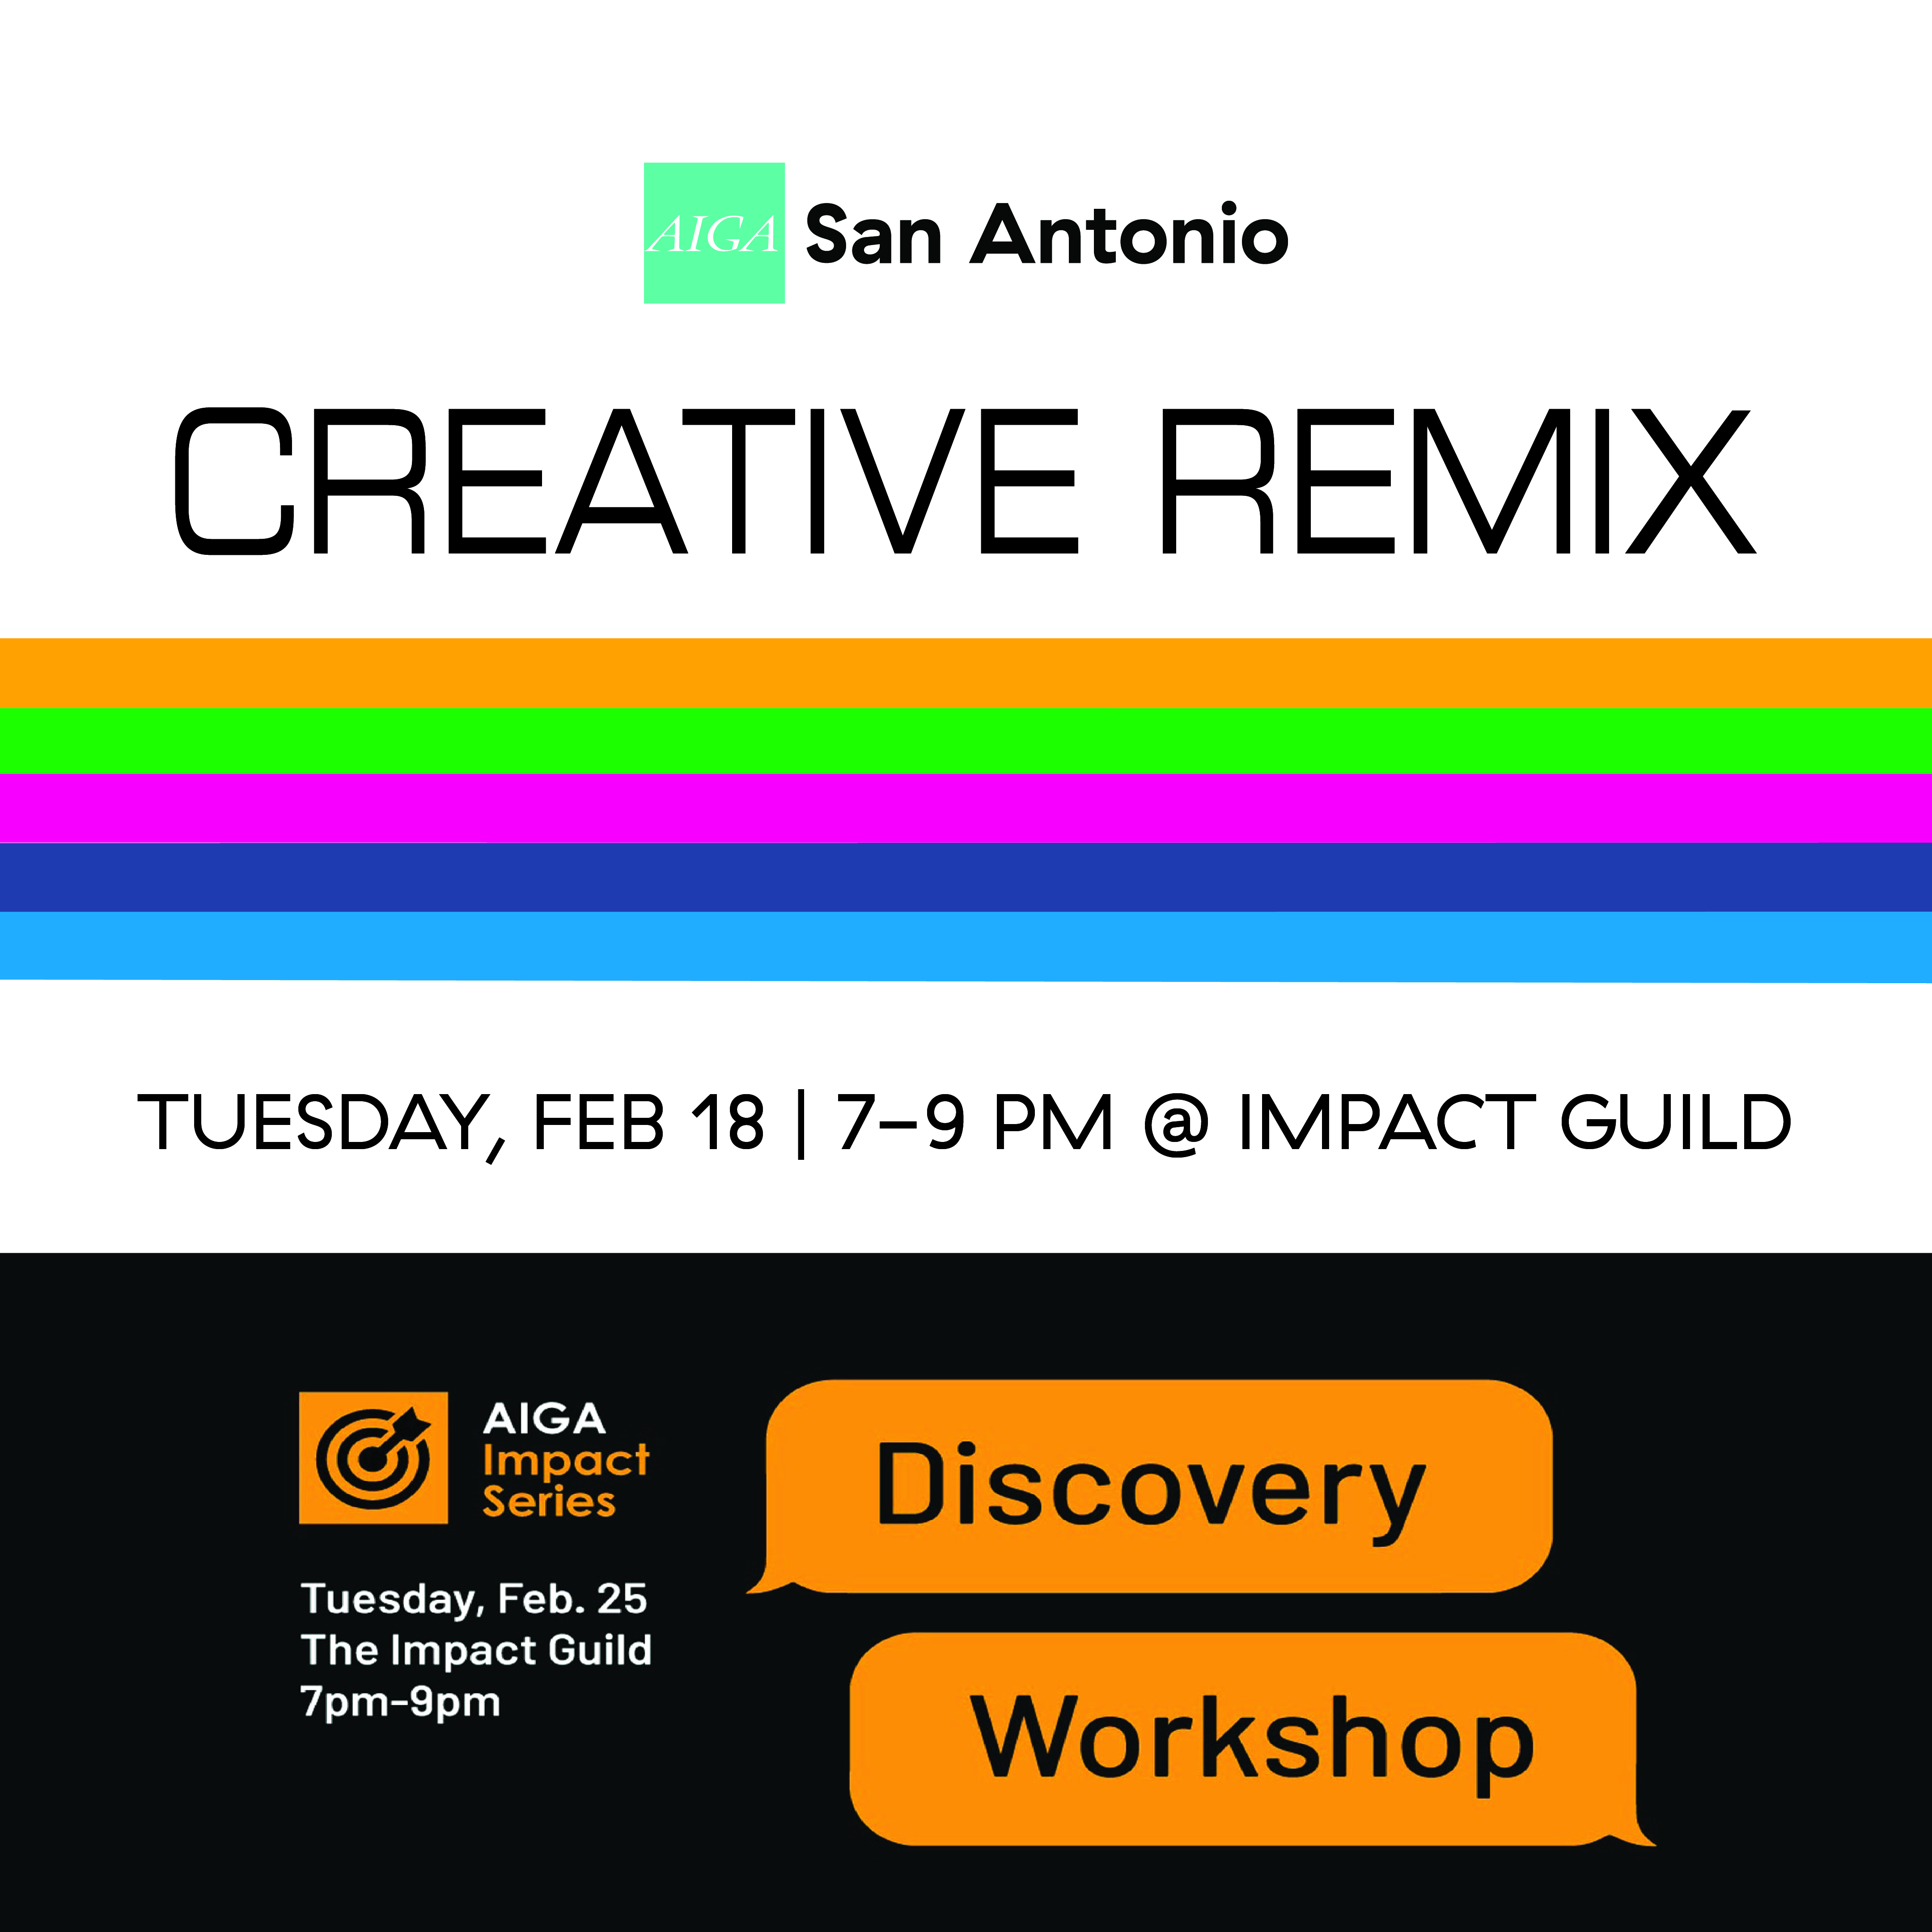 AIGA San Antonio
CREATIVE REMIX
TUESDAY, FEB 18 | 7–9 PM @ IMPACT GUILD
AIGA
Impact
Series
Tuesday, Feb. 25
The Impact Guild
7pm–9pm
Discovery
Workshop